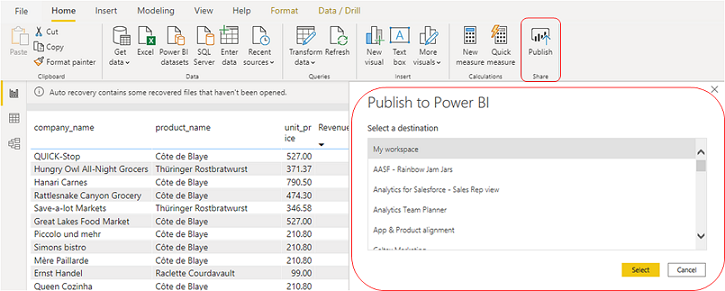 File Home Insert Modeling View Help Format Data / Drill
Cut
Copy
Format painter
Paste
Clipboard
Get data
Excel
Power BI datasets
SQL Server
Enter data
Recent sources
Data
Transform data
Refresh
Queries
New visual
Text box
More visuals
Insert
New measure
Quick measure
Calculations
Publish
Share
Auto recovery contains some recovered files that haven't been opened.
company_name product_name unit_pr Revenue
ice
QUICK-Stop Côte de Blaye 527.00
Hungry Owl All-Night Grocers Thüringer Rostbratwurst 371.37
Hanari Carnes Côte de Blaye 790.50
Rattlesnake Canyon Grocery Côte de Blaye 474.30
Save-a-lot Markets Thüringer Rostbratwurst 346.58
Great Lakes Food Market Côte de Blaye 527.00
Piccolo und mehr Côte de Blaye 210.80
Simons bistro Côte de Blaye 210.80
Mère Paillarde Côte de Blaye 210.80
Ernst Handel Raclette Courdavault 99.00
Queen Cozinha Côte de Blaye 210.80
Publish to Power BI
Select a destination
My workspace
AASF - Rainbow Jam Jars
Analytics for Salesforce - Sales Rep view
Analytics Team Planner
App & Product alignment
Select Cancel